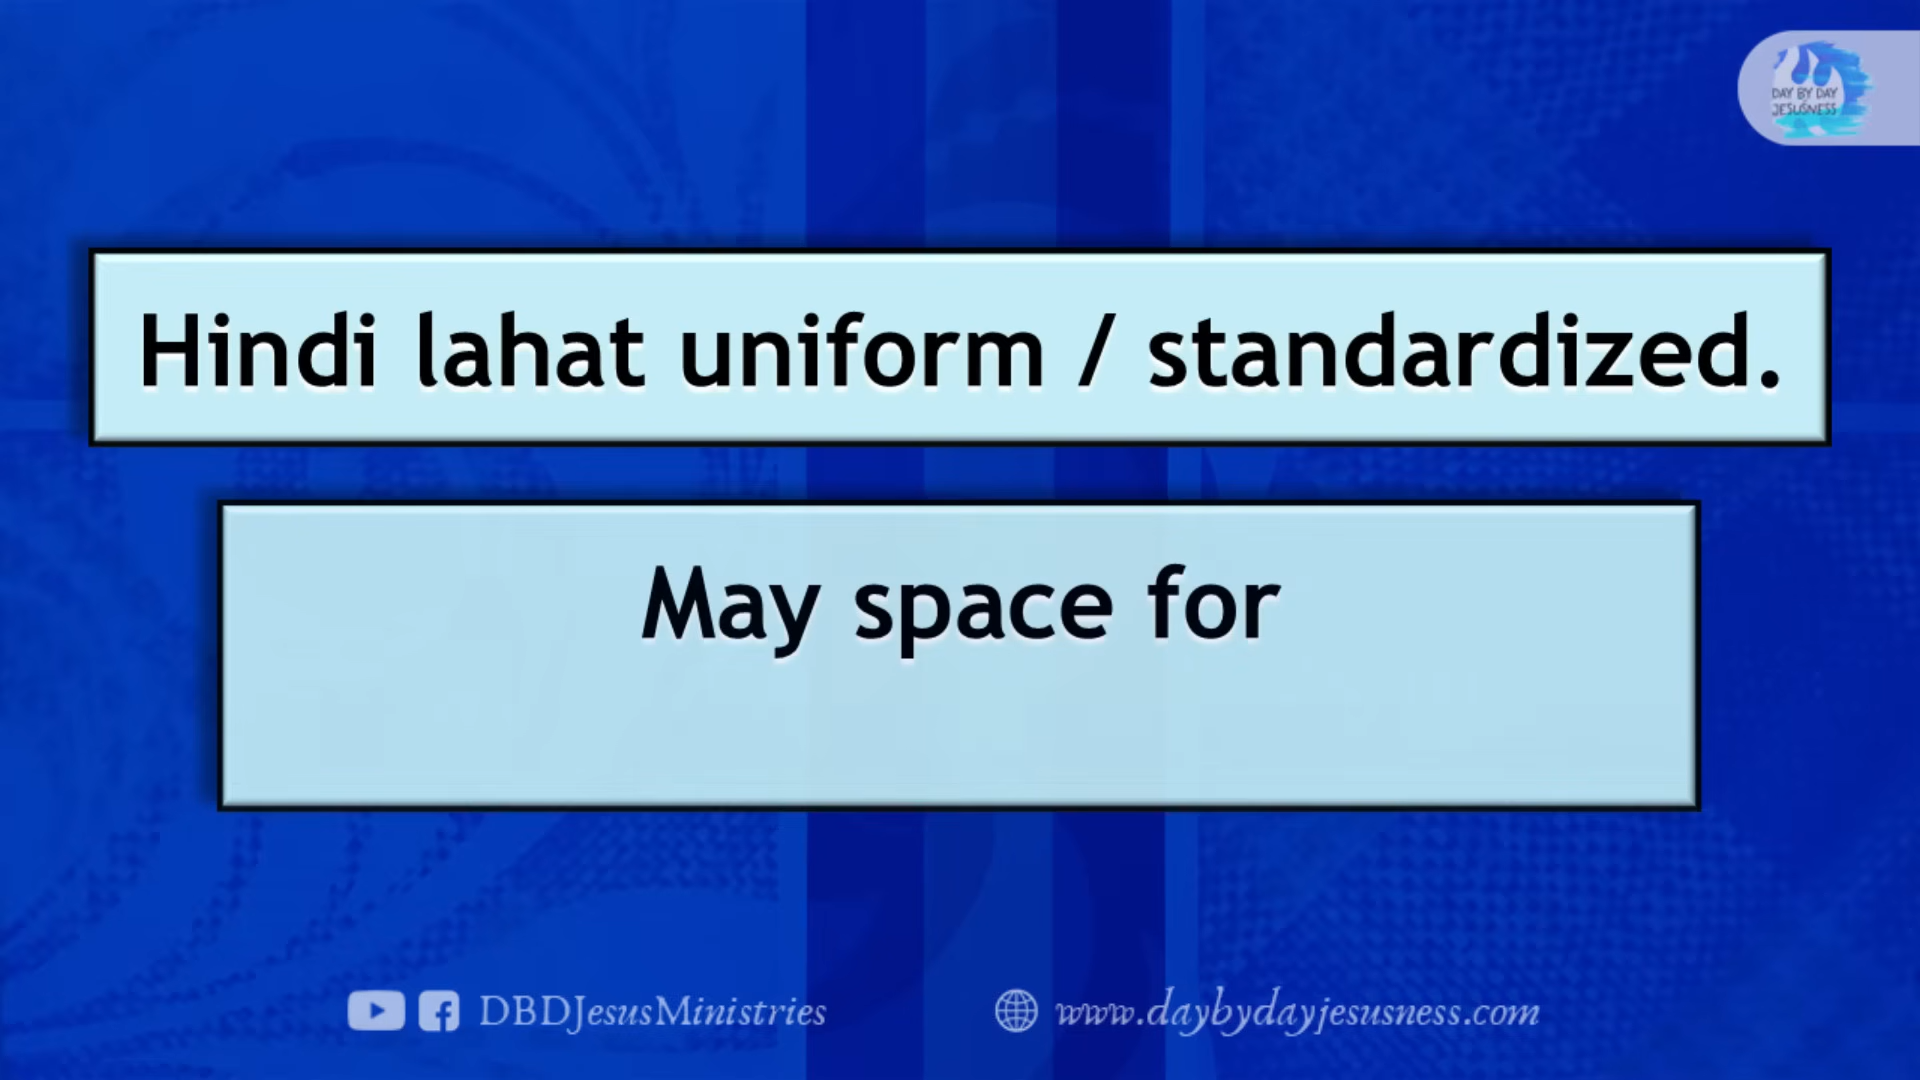 DAY BY DAY
JESUSNESS
Hindi lahat uniform / standardized.
May space for
DBDJesusMinistries
www.daybydayjesusness.com